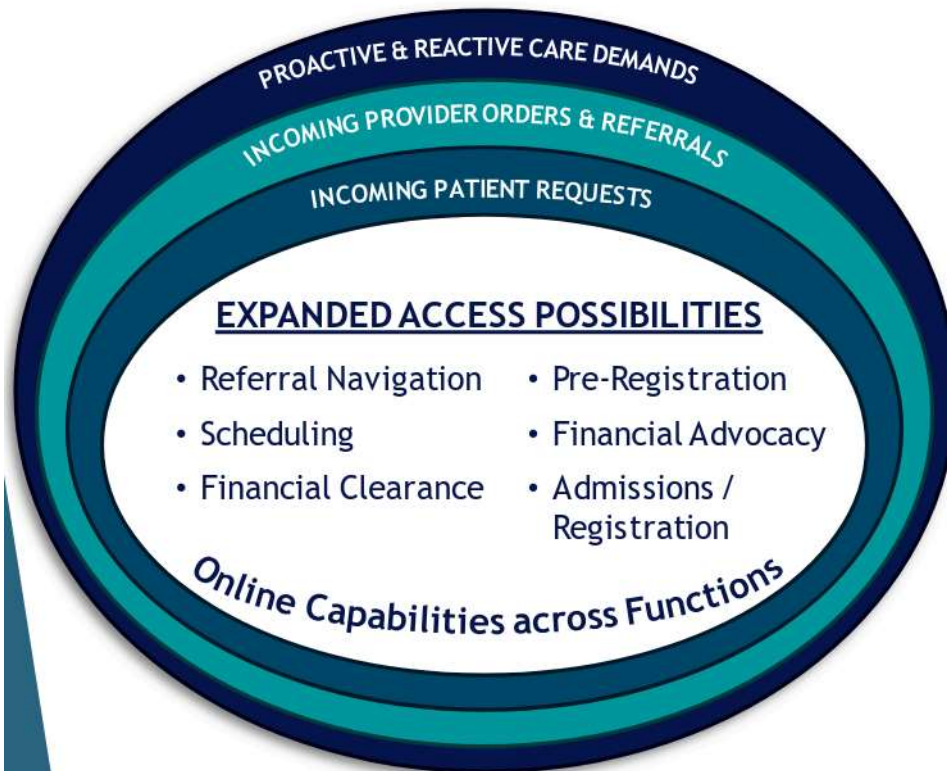 PROACTIVE & REACTIVE CARE DEMANDS
INCOMING PROVIDER ORDERS & REFERRALS
INCOMING PATIENT REQUESTS
EXPANDED ACCESS POSSIBILITIES
• Referral Navigation
• Scheduling
• Financial Clearance
• Pre-Registration
• Financial Advocacy
• Admissions /
Registration
Online Capabilities across Functions